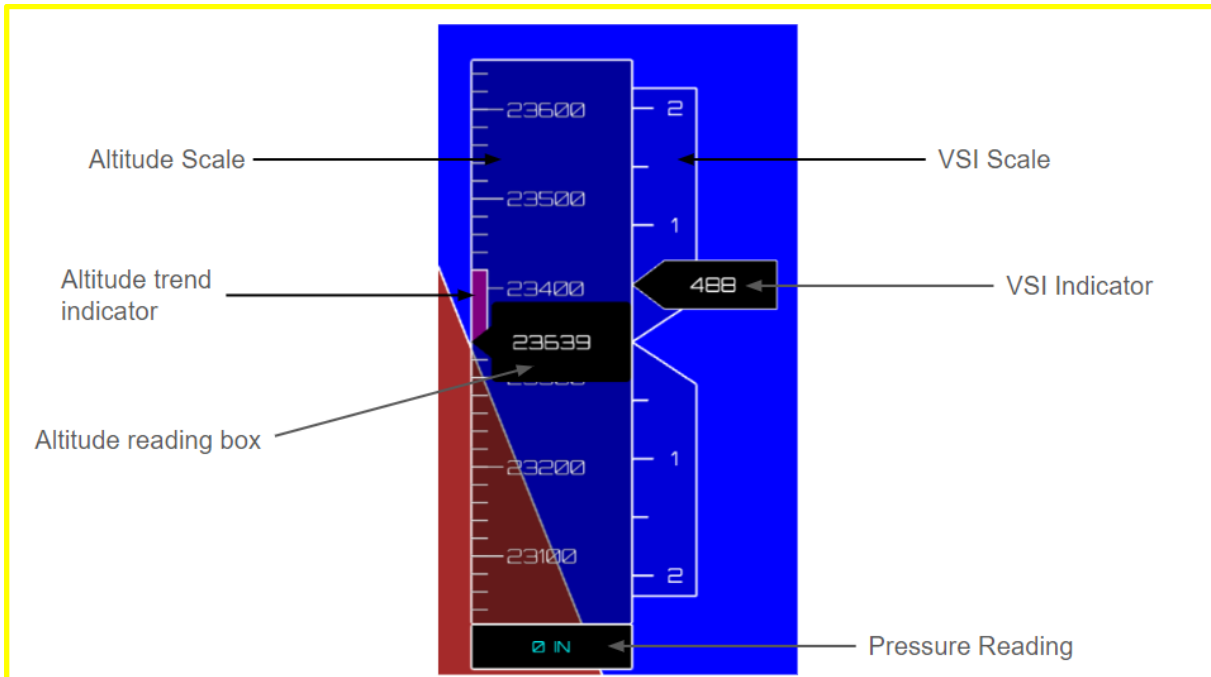 23600
2
Altitude Scale
VSI Scale
23500
1
Altitude trend
indicator
23400
488
VSI Indicator
23639
Altitude reading box
1
23200
23100
2
0 IN
Pressure Reading